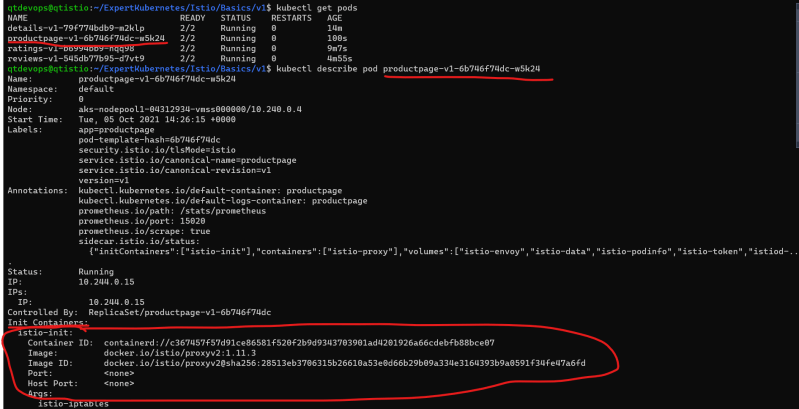 qtdevops@qtistio:~/ExpertKubernetes/Istio/Basics/v1$ kubectl get pods
NAME READY STATUS RESTARTS AGE
details-v1-79f774bdb9-m2klp 2/2 Running 0 14m
productpage-v1-6b746f74dc-w5k24 2/2 Running 0 100s
ratings-v1-b6994bb9-nqq98 2/2 Running 0 9m7s
reviews-v1-545db77b95-d7vt9 2/2 Running 0 4m55s
qtdevops@qtistio:~/ExpertKubernetes/Istio/Basics/v1$ kubectl describe pod productpage-v1-6b746f74dc-w5k24
Name: productpage-v1-6b746f74dc-w5k24
Namespace: default
Priority: 0
Node: aks-nodepool1-04312934-vmss000000/10.240.0.4
Start Time: Tue, 05 Oct 2021 14:26:15 +0000
Labels: app=productpage
pod-template-hash=6b746f74dc
security.istio.io/tlsMode=istio
service.istio.io/canonical-name=productpage
service.istio.io/canonical-revision=v1
version=v1
Annotations: kubectl.kubernetes.io/default-container: productpage
kubectl.kubernetes.io/default-logs-container: productpage
prometheus.io/path: /stats/prometheus
prometheus.io/port: 15020
prometheus.io/scrape: true
sidecar.istio.io/status:
{"initContainers":["istio-init"],"containers":["istio-proxy"],"volumes":["istio-envoy","istio-data","istio-podinfo","istio-token","istiod-...
.
Status: Running
IP: 10.244.0.15
IPs:
IP: 10.244.0.15
Controlled By: ReplicaSet/productpage-v1-6b746f74dc
Init Containers:
istio-init:
Container ID: containerd://c367457f57d91ce86581f520f2b9d9343703901ad4201926a66cdebfb88bce07
Image: docker.io/istio/proxyv2:1.11.3
Image ID: docker.io/istio/proxyv2@sha256:28513eb3706315b26610a53e0d66b29b09a334e3164393b9a0591f34fe47a6fd
Port: <none>
Host Port: <none>
Args:
istio-iptables